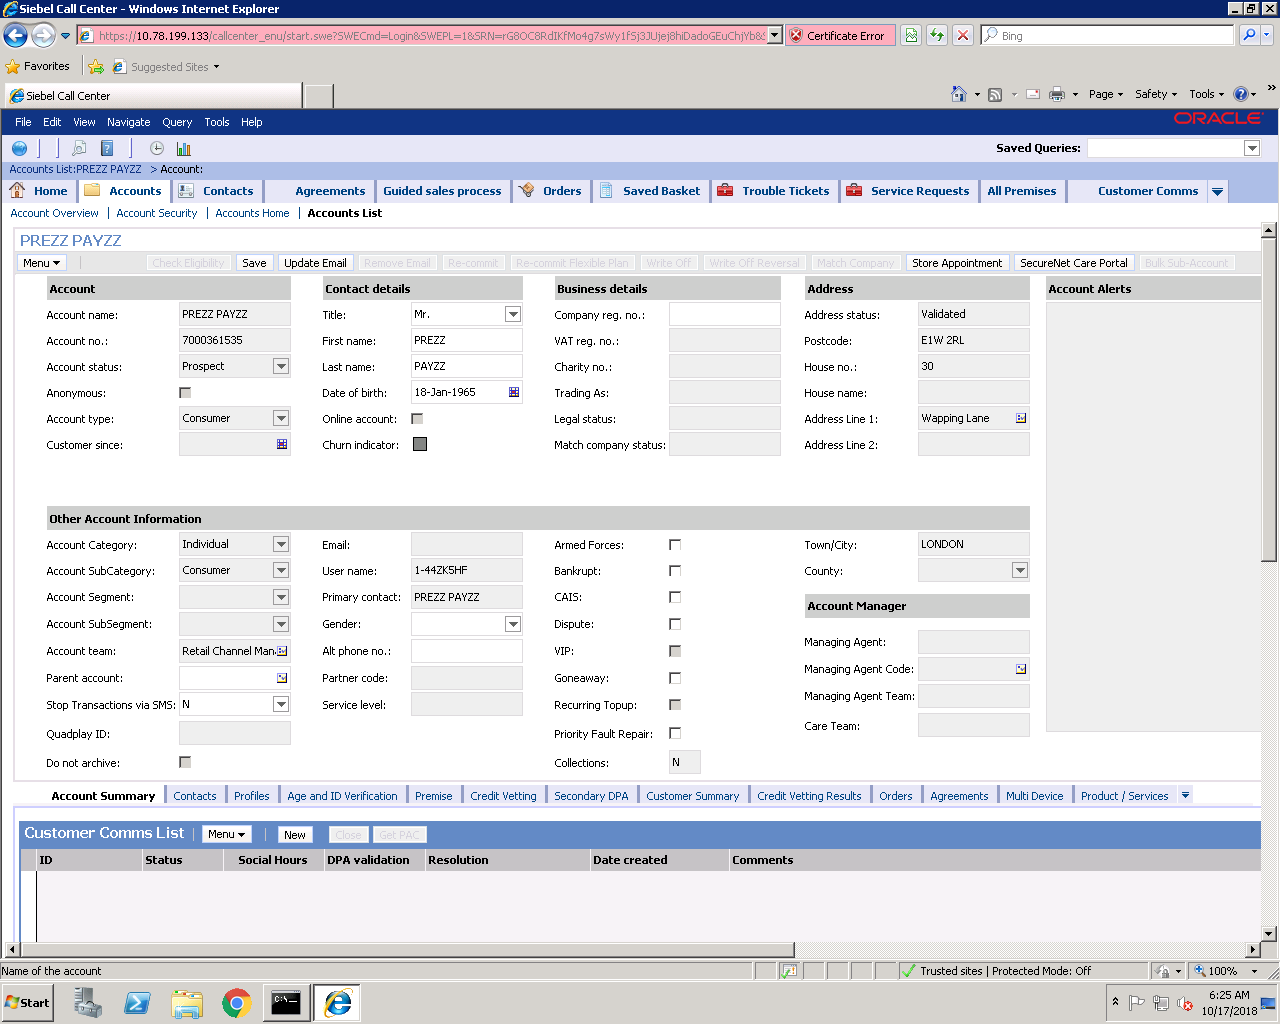 Siebel Call Center - Windows Internet Explorer
https://10.78.199.133/callcenter_enu/start.swe?SWECmd=Login&SWEPL=1&SRN=rG8OC8RdIKfMo4g7sWy1fSj3JUjej8hiDadoGEuChjYb&
Certificate Error
Bing
Favorites
Suggested Sites
Siebel Call Center
Page
Safety
Tools
File Edit View Navigate Query Tools Help
ORACLE
Saved Queries:
Accounts List:PREZZ PAYZZ > Account:
Home Accounts Contacts Agreements Guided sales process Orders Saved Basket Trouble Tickets Service Requests All Premises Customer Comms
Account Overview | Account Security | Accounts Home | Accounts List
PREZZ PAYZZ
Menu Check Eligibility Save Update Email Remove Email Re-commit Re-commit Flexible Plan Write Off Write Off Reversal Match Company Store Appointment SecureNet Care Portal Bulk Sub-Account
Account Contact details Business details Address Account Alerts
Account name: PREZZ PAYZZ Title: Mr. Company reg. no.: Address status: Validated
Account no.: 7000361535 First name: PREZZ VAT reg. no.: Postcode: E1W 2RL
Account status: Prospect Last name: PAYZZ Charity no.: House no.: 30
Anonymous: Date of birth: 18-Jan-1965 Trading As: House name:
Account type: Consumer Online account: Legal status: Address Line 1: Wapping Lane
Customer since: Churn indicator: Match company status: Address Line 2:
Other Account Information
Account Category: Individual Email: Armed Forces: Town/City: LONDON
Account SubCategory: Consumer User name: 1-44ZK5HF Bankrupt: County:
Account Segment: Primary contact: PREZZ PAYZZ CAIS: Account Manager
Account SubSegment: Gender: Dispute:
Account team: Retail Channel Man Alt phone no.: VIP: Managing Agent:
Parent account: Partner code: Goneaway: Managing Agent Code:
Stop Transactions via SMS: N Service level: Recurring Topup: Managing Agent Team:
Quadplay ID: Priority Fault Repair: Care Team:
Do not archive: Collections: N
Account Summary Contacts Profiles Age and ID Verification Premise Credit Vetting Secondary DPA Customer Summary Credit Vetting Results Orders Agreements Multi Device Product / Services
Customer Comms List Menu New Close Get PAC
ID Status Social Hours DPA validation Resolution Date created Comments
Name of the account
Trusted sites | Protected Mode: Off
100%
Start
C:\.
6:25 AM
10/17/2018